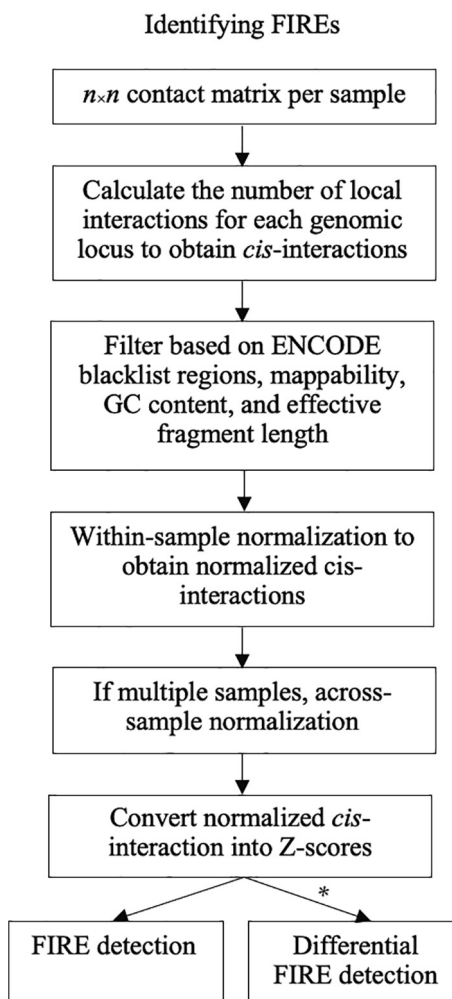 Identifying FIREs
n×n contact matrix per sample
Calculate the number of local
interactions for each genomic
locus to obtain cis-interactions
Filter based on ENCODE
blacklist regions, mappability,
GC content, and effective
fragment length
Within-sample normalization to
obtain normalized cis-
interactions
If multiple samples, across-
sample normalization
Convert normalized cis-
interaction into Z-scores
*
FIRE detection
Differential
FIRE detection